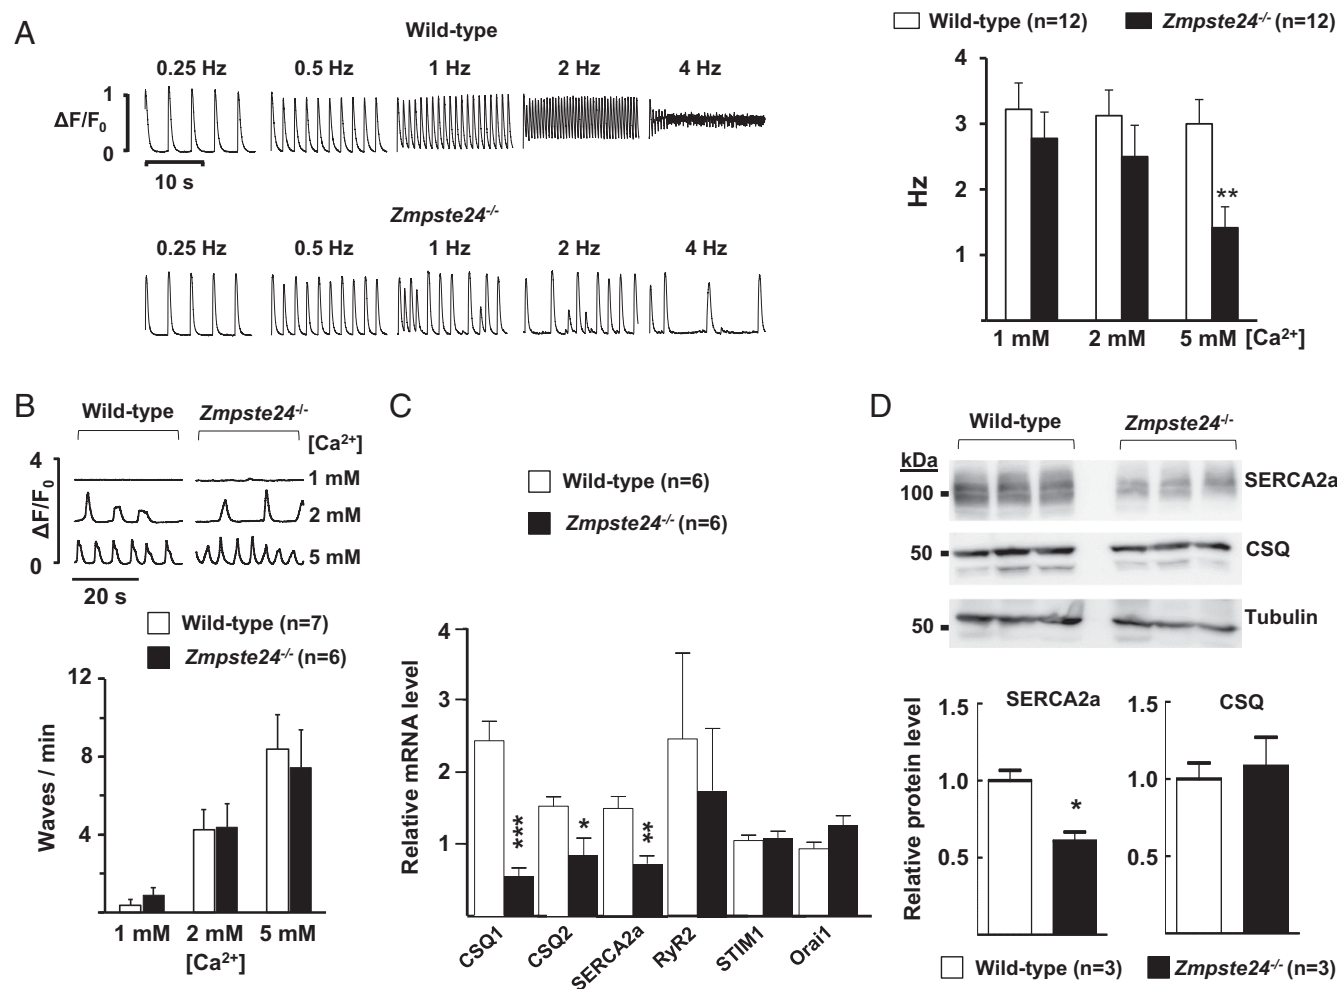 A
Wild-type
0.25 Hz 0.5 Hz 1 Hz 2 Hz 4 Hz
ΔF/F0
1
0
10 s
Zmpste24-/-
0.25 Hz 0.5 Hz 1 Hz 2 Hz 4 Hz
Wild-type (n=12) Zmpste24-/- (n=12)
Hz
4
3
2
1
**
1 mM 2 mM 5 mM [Ca2+]
B
Wild-type Zmpste24-/-
[Ca2+]
ΔF/F0
4
0
1 mM
2 mM
5 mM
20 s
Wild-type (n=7)
Zmpste24-/- (n=6)
Waves / min
12
8
4
1 mM 2 mM 5 mM
[Ca2+]
C
Wild-type (n=6)
Zmpste24-/- (n=6)
Relative mRNA level
4
3
2
1
*** * **
CSQ1 CSQ2 SERCA2a RyR2 STIM1 Orai1
D
Wild-type Zmpste24-/-
kDa
100 SERCA2a
50 CSQ
50 Tubulin
Relative protein level
SERCA2a
1.5
1.0
0.5
*
CSQ
1.5
1.0
0.5
Wild-type (n=3) Zmpste24-/- (n=3)